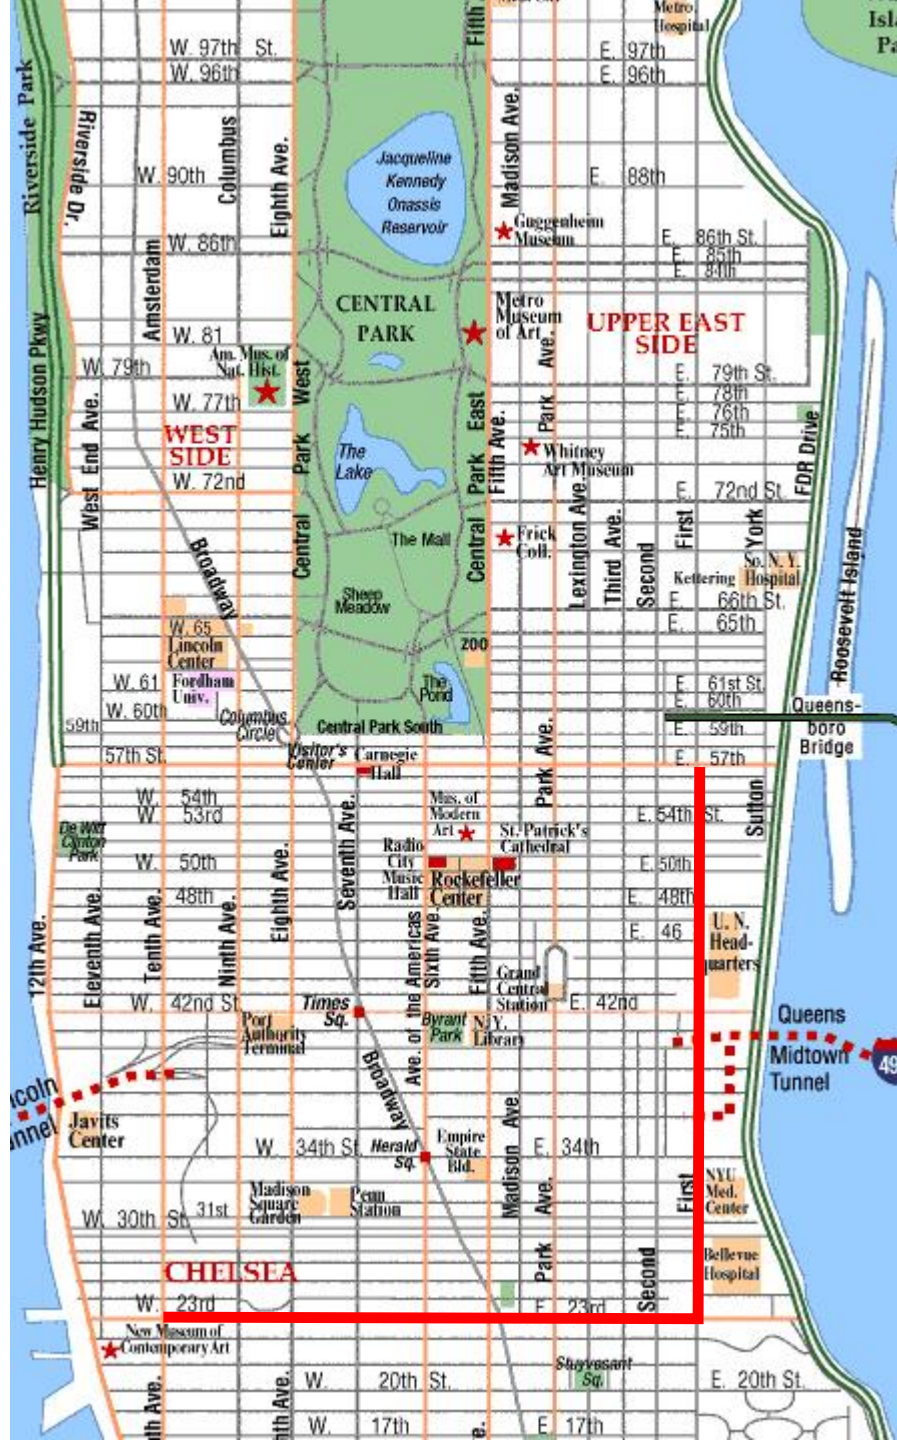 Metro.
Hospital
Fifth
W. 97th St.
E. 97th
W. 96th
E. 96th
Riverside Park
Riverside Dr.
Columbus
Eighth Ave.
Madison Ave.
Jacqueline
Kennedy
Onassis
Reservoir
W. 90th
E. 88th
Guggenheim
Museum
W. 86th
E. 86th St.
E. 85th
E. 84th
Amsterdam
CENTRAL
PARK
Metro
Museum
of Art
UPPER EAST
SIDE
Henry Hudson Pkwy
W. 81
Am. Mus. of
Nat. Hist.
W. 79th
E. 79th St.
E. 78th
W. 77th
E. 76th
E. 75th
Park Ave.
Central Park West
Central Park East
Fifth Ave.
WEST
SIDE
West End Ave.
The
Lake
Whitney
Art Museum
FDR Drive
W. 72nd
E. 72nd St.
Broadway
The Mall
Frick
Coll.
Lexington Ave.
Third Ave.
Second
First
York
Kettering
So. N. Y.
Hospital
Roosevelt Island
Sheep
Meadow
E. 66th St.
E. 65th
W. 65
Lincoln
Center
200
W. 61
Fordham
Univ.
The
Pond
E. 61st St.
E. 60th
W. 60th
59th
Columbus
Circle
Central Park South
E. 59th
Queens-
boro
Bridge
57th St.
Visitor's
Center
Carnegie
Hall
Park Ave.
E. 57th
W. 54th
W. 53rd
Mus. of
Modern
Art
St. Patrick's
Cathedral
E. 54th St.
Sutton
De Witt
Clinton
Park
Seventh Ave.
Radio
City
Music
Hall
Rockefeller
Center
W. 50th
E. 50th
48th
E. 48th
12th Ave.
Eleventh Ave.
Tenth Ave.
Ninth Ave.
Eighth Ave.
Ave. of the Americas
Sixth Ave.
Fifth Ave.
E. 46
U. N.
Head-
quarters
Grand
Central
Station
W. 42nd St.
Times
Sq.
E. 42nd
Port
Authority
Terminal
Byrant
Park
N. Y.
Library
Queens
Midtown
Tunnel
49
Broadway
coln
unnel
Javits
Center
W. 34th St.
Herald
Sq.
Empire
State
Bld.
Madison Ave
E. 34th
Park Ave.
First
NYU
Med.
Center
Madison
Square
Garden
Penn
Station
W. 30th St.
31st
Second
Bellevue
Hospital
CHELSEA
W. 23rd
E. 23rd
New Museum of
Contemporary Art
Stuyvesant
Sq.
W. 20th St.
E. 20th St.
W. 17th
E. 17th